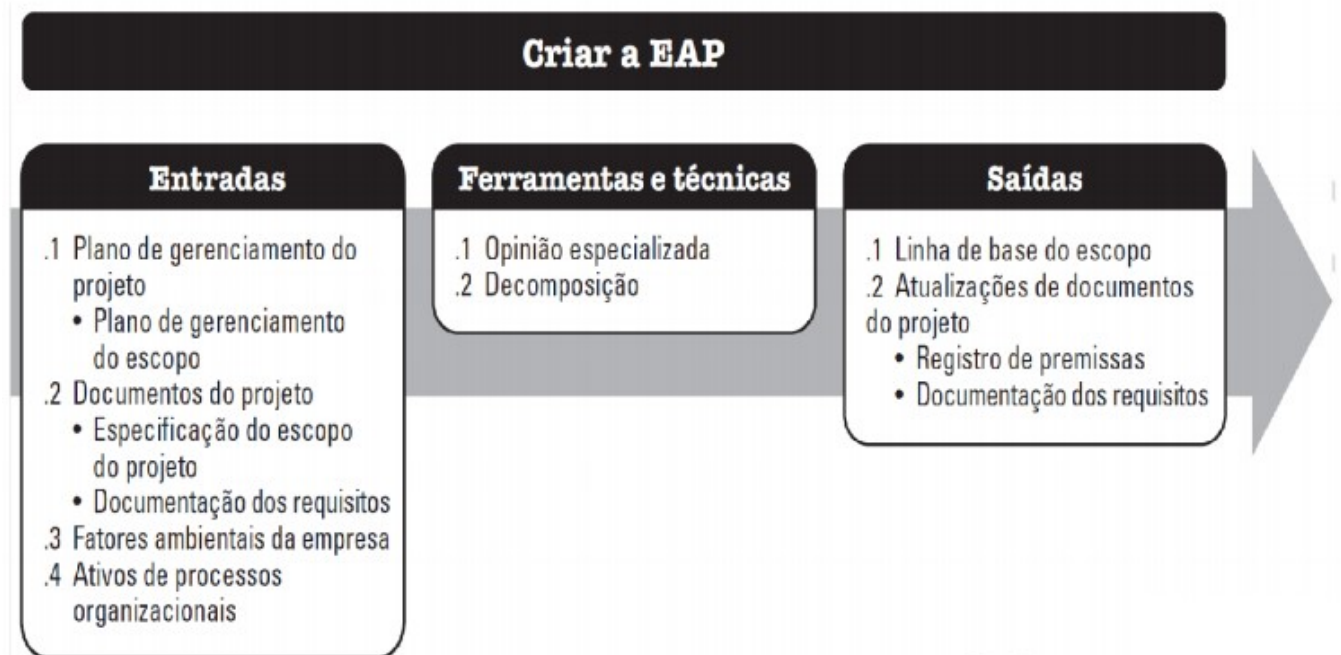 Criar a EAP
Entradas
.1 Plano de gerenciamento do
projeto
• Plano de gerenciamento
do escopo
.2 Documentos do projeto
• Especificação do escopo
do projeto
• Documentação dos requisitos
.3 Fatores ambientais da empresa
.4 Ativos de processos
organizacionais
Ferramentas e técnicas
.1 Opinião especializada
.2 Decomposição
Saídas
.1 Linha de base do escopo
.2 Atualizações de documentos
do projeto
• Registro de premissas
• Documentação dos requisitos